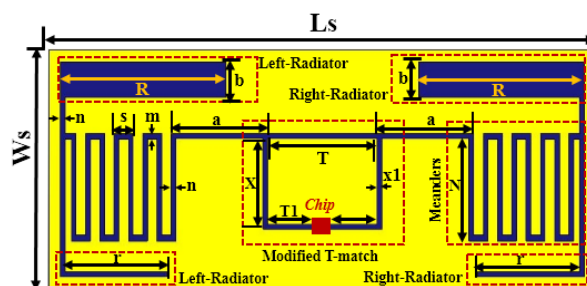 Ls
Left-Radiator
R
b
b
R
Right-Radiator
Ws
n
s
m
a
a
T
X
x1
N
Meanders
n
T1
Chip
Modified T-match
r
Left-Radiator
Right-Radiator
r